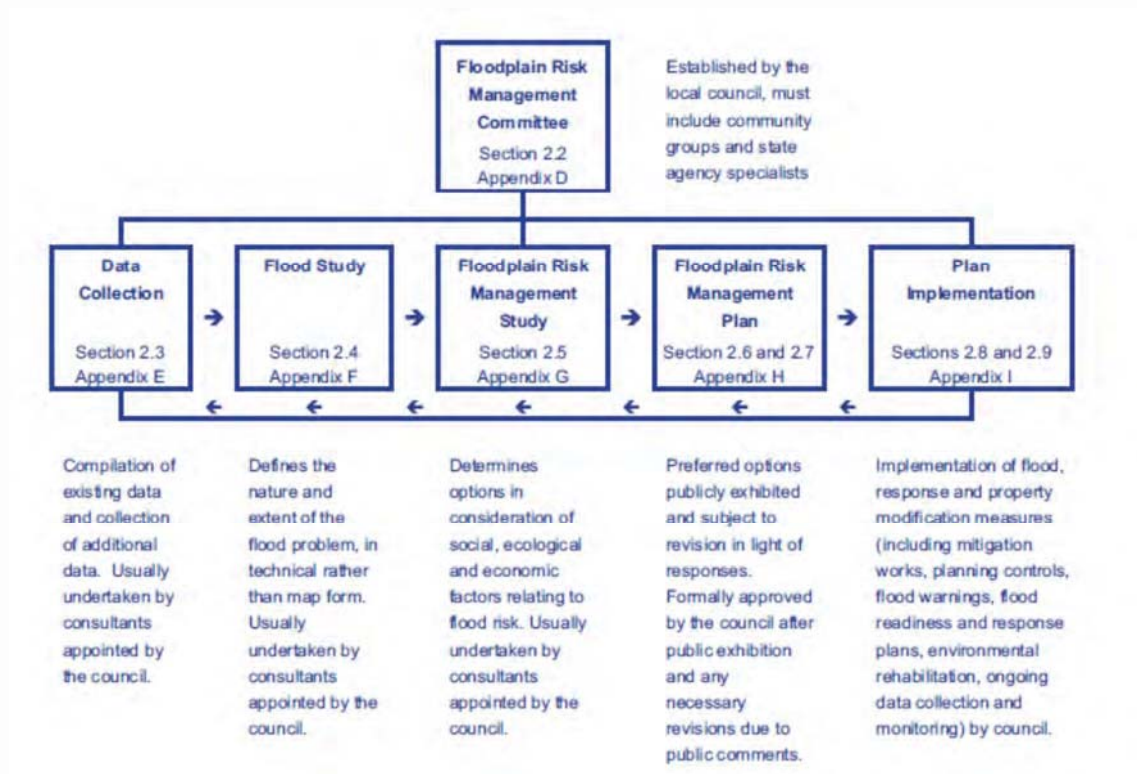 Floodplain Risk
Management
Committee
Section 2.2
Appendix D
Established by the
local council, must
include community
groups and state
agency specialists
Data
Collection
Section 2.3
Appendix E
→
Flood Study
Section 2.4
Appendix F
→
Floodplain Risk
Management
Study
Section 2.5
Appendix G
→
Floodplain Risk
Management
Plan
Section 2.6 and 2.7
Appendix H
→
Plan
Implementation
Sections 2.8 and 2.9
Appendix I
← ← ← ← ← ← ←
Compilation of
existing data
and collection
of additional
data. Usually
undertaken by
consultants
appointed by
the council.
Defines the
nature and
extent of the
flood problem, in
technical rather
than map form.
Usually
undertaken by
consultants
appointed by the
council.
Determines
options in
consideration of
social, ecological
and economic
factors relating to
flood risk. Usually
undertaken by
consultants
appointed by the
council.
Preferred options
publicly exhibited
and subject to
revision in light of
responses.
Formally approved
by the council after
public exhibition
and any
necessary
revisions due to
public comments.
Implementation of flood,
response and property
modification measures
(including mitigation
works, planning controls,
flood warnings, flood
readiness and response
plans, environmental
rehabilitation, ongoing
data collection and
monitoring) by council.